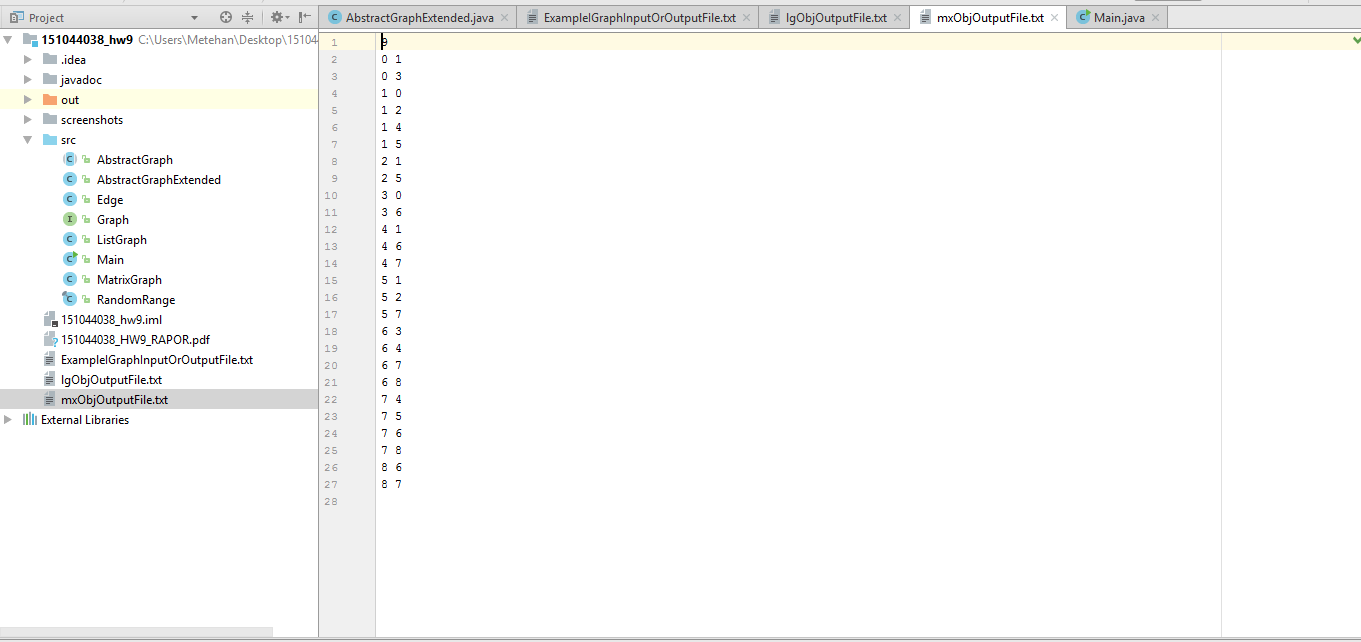 Project
151044038_hw9 C:\Users\Metehan\Desktop\15104
.idea
javadoc
out
screenshots
src
AbstractGraph
AbstractGraphExtended
Edge
Graph
ListGraph
Main
MatrixGraph
RandomRange
151044038_hw9.iml
151044038_HW9_RAPOR.pdf
ExamplelGraphInputOrOutputFile.txt
lgObjOutputFile.txt
mxObjOutputFile.txt
External Libraries
AbstractGraphExtended.java ExamplelGraphInputOrOutputFile.txt lgObjOutputFile.txt mxObjOutputFile.txt Main.java
1 9
2 0 1
3 0 3
4 1 0
5 1 2
6 1 4
7 1 5
8 2 1
9 2 5
10 3 0
11 3 6
12 4 1
13 4 6
14 4 7
15 5 1
16 5 2
17 5 7
18 6 3
19 6 4
20 6 7
21 6 8
22 7 4
23 7 5
24 7 6
25 7 8
26 8 6
27 8 7
28